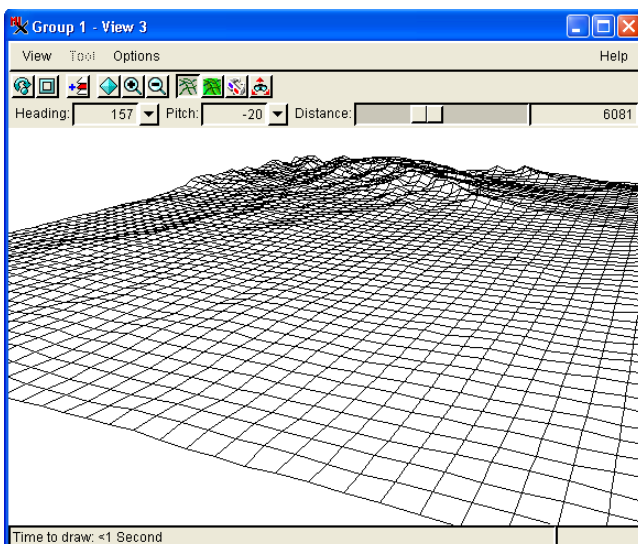 Group 1 - View 3
View Tool Options Help
Heading: 157 Pitch: -20 Distance: 6081
Time to draw: <1 Second